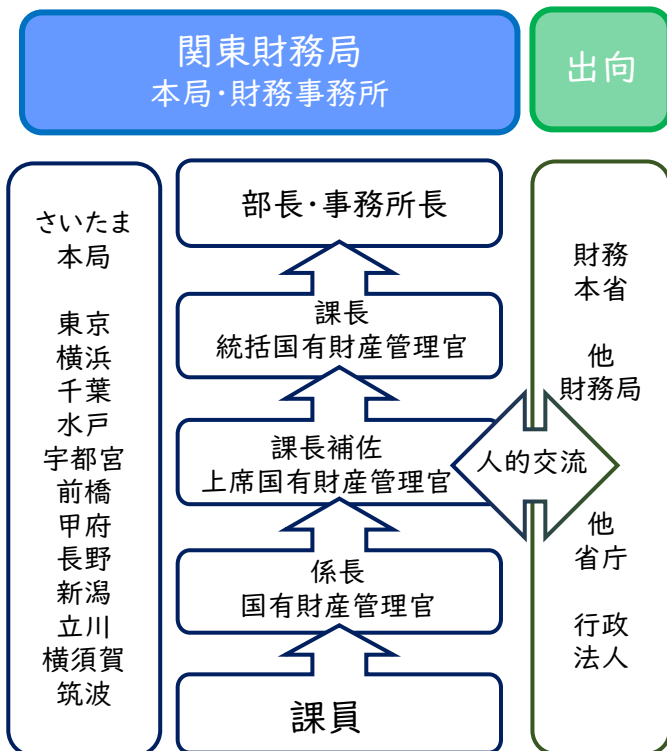 関東財務局
本局・財務事務所
出向
さいたま
本局
東京
横浜
千葉
水戸
宇都宮
前橋
甲府
長野
新潟
立川
横須賀
筑波
部長・事務所長
課長
統括国有財産管理官
課長補佐
上席国有財産管理官
係長
国有財産管理官
課員
人的交流
財務
本省
他
財務局
他
省庁
行政
法人